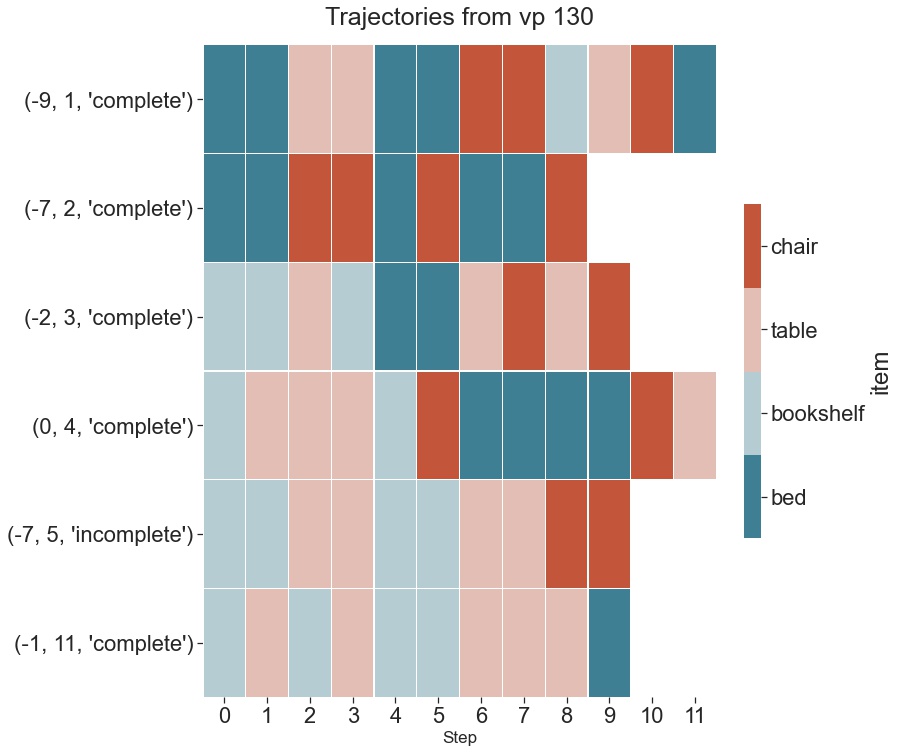 Trajectories from vp 130
(-9, 1, 'complete')
(-7, 2, 'complete')
(-2, 3, 'complete')
(0, 4, 'complete')
(-7, 5, 'incomplete')
(-1, 11, 'complete')
0 1 2 3 4 5 6 7 8 9 10 11
Step
chair
table
bookshelf
bed
item